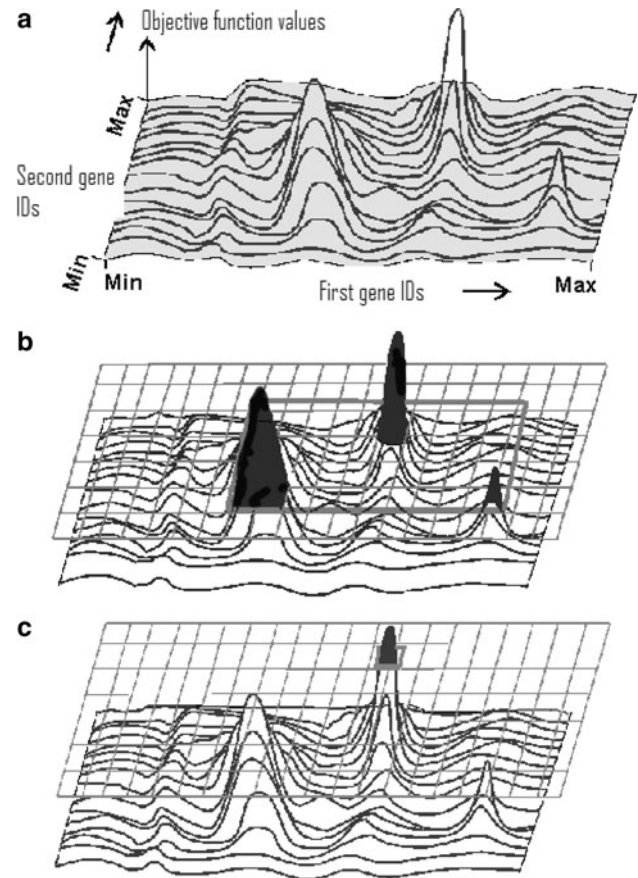 a
Objective function values
Max
Second gene
IDs
Min
Min
First gene IDs
Max
b
c